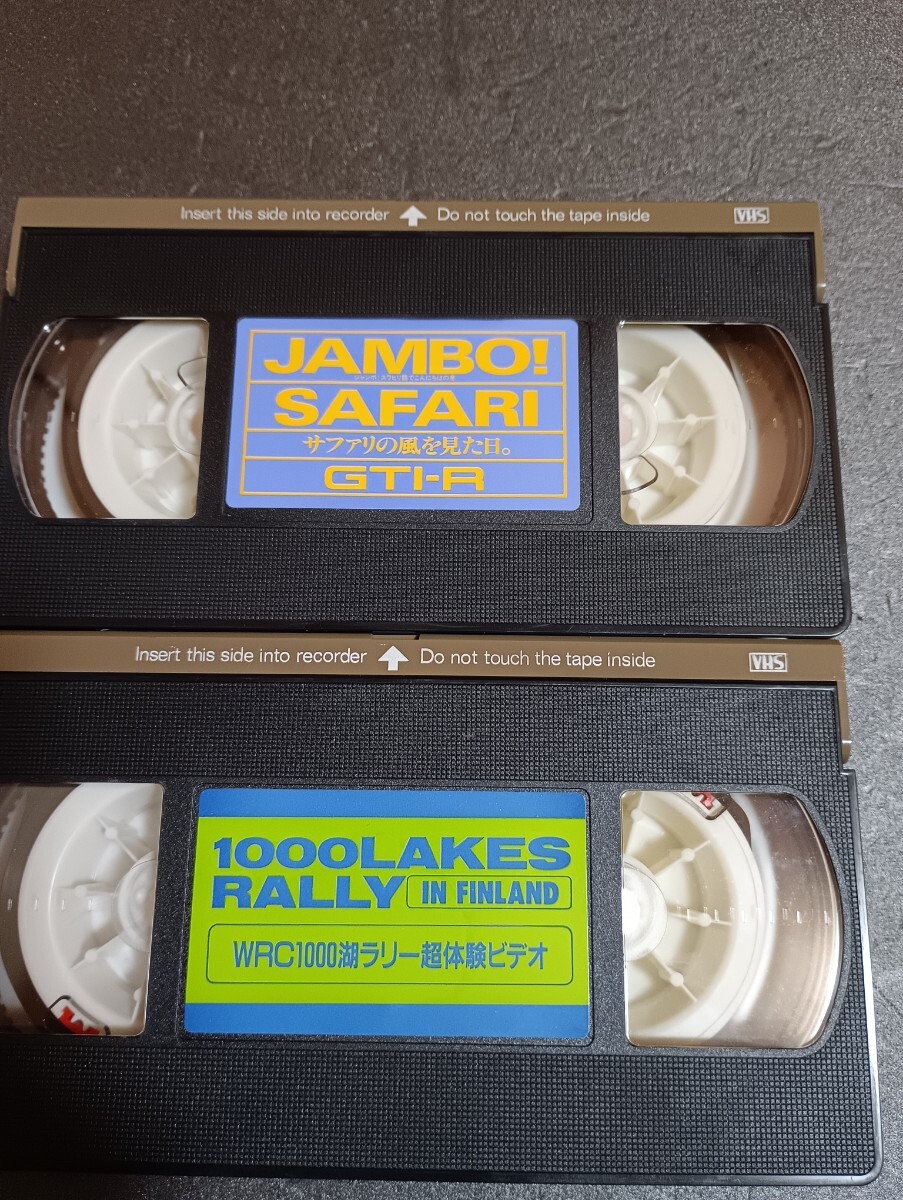 Insert this side into recorder Do not touch the tape inside VHS
JAMBO!
SAFARI
サファリの風を見た日。
GTI-R
Insert this side into recorder Do not touch the tape inside VHS
1000LAKES
RALLY IN FINLAND
WRC1000湖ラリー超体験ビデオ